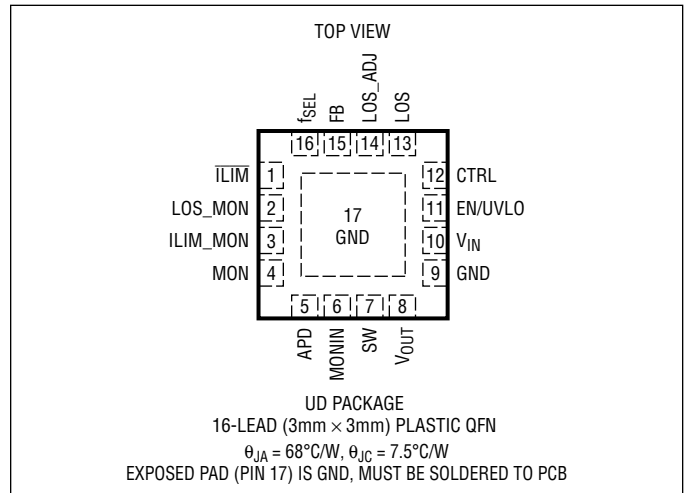 TOP VIEW
fSEL
FB
LOS_ADJ
LOS
16 15 14 13
I̅L̅I̅M̅ 1
LOS_MON 2
ILIM_MON 3
MON 4
12 CTRL
11 EN/UVLO
10 VIN
9 GND
17
GND
5 6 7 8
APD
MONIN
SW
VOUT
UD PACKAGE
16-LEAD (3mm × 3mm) PLASTIC QFN
θJA = 68°C/W, θJC = 7.5°C/W
EXPOSED PAD (PIN 17) IS GND, MUST BE SOLDERED TO PCB